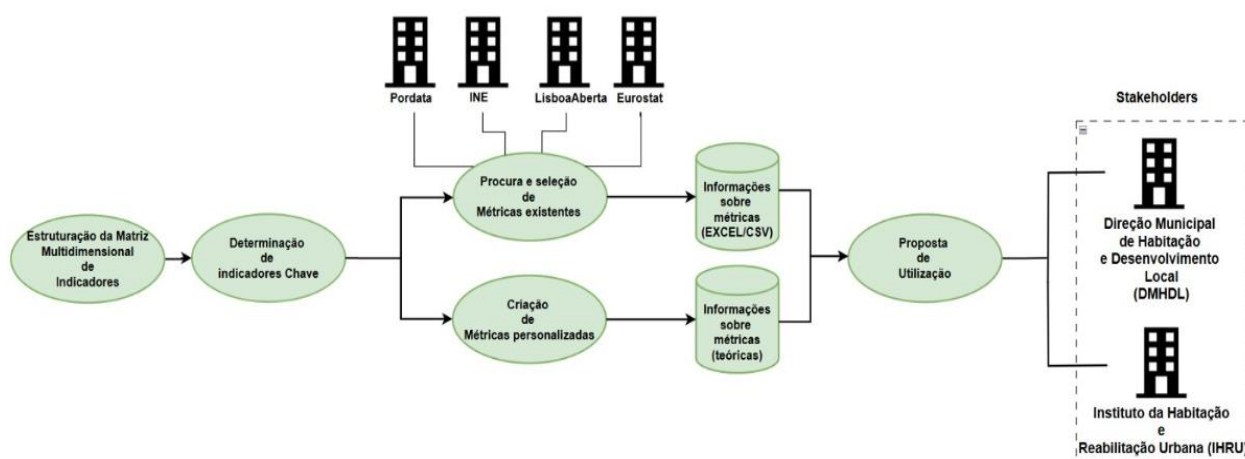 Pordata
INE
LisboaAberta
Eurostat
Stakeholders
Estruturação da Matriz
Multidimensional
de
Indicadores
Determinação
de
indicadores Chave
Procura e seleção
de
Métricas existentes
Informações
sobre
métricas
(EXCEL/CSV)
Criação
de
Métricas personalizadas
Informações
sobre
métricas
(teóricas)
Proposta
de
Utilização
Direção Municipal
de Habitação
e Desenvolvimento
Local
(DMHDL)
Instituto da Habitação
e
Reabilitação Urbana (IHRU)